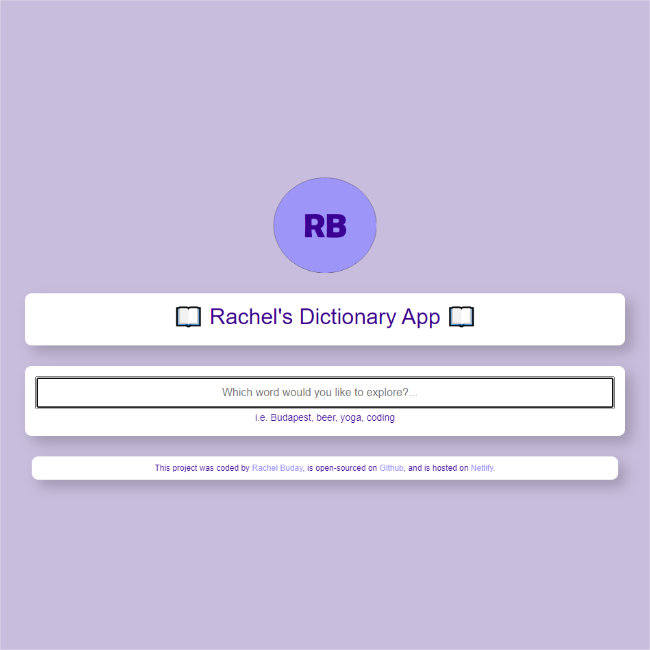 RB
📖 Rachel's Dictionary App 📖
Which word would you like to explore?...
i.e. Budapest, beer, yoga, coding
This project was coded by Rachel Buday, is open-sourced on Github, and is hosted on Netlify.